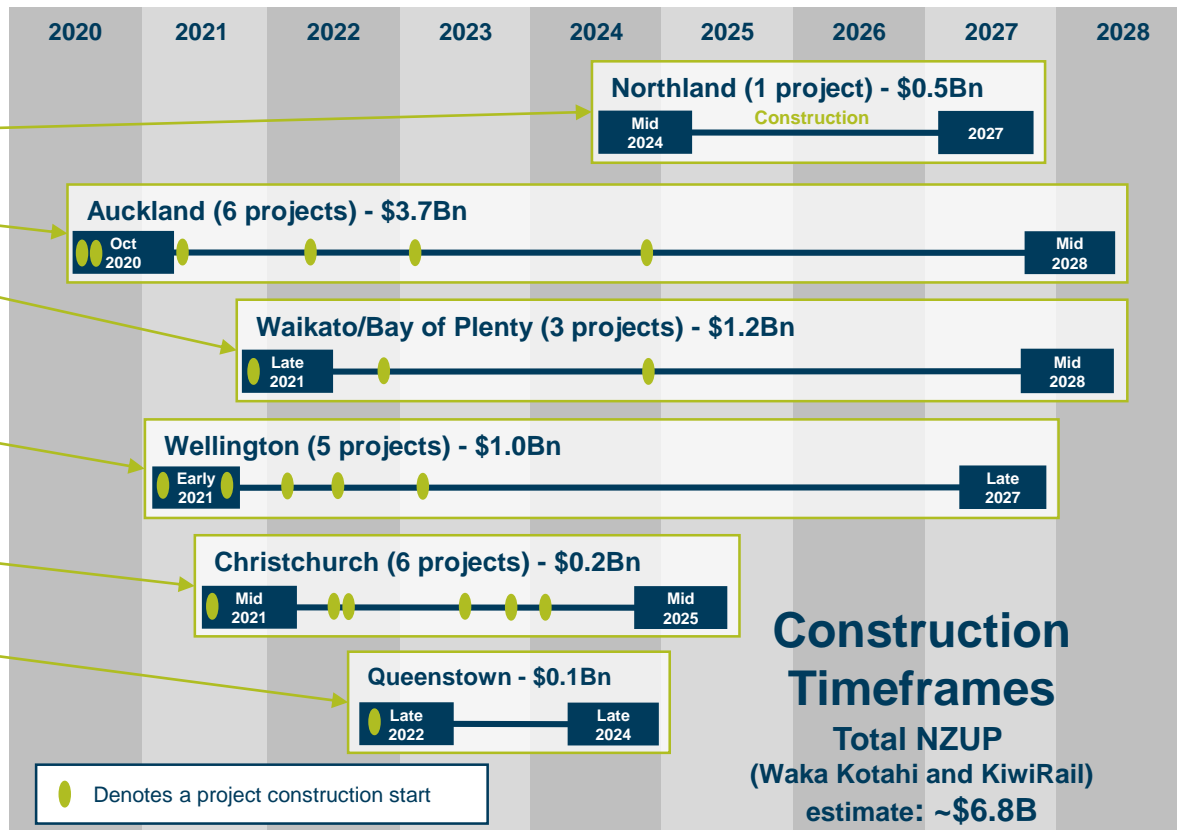 2020 2021 2022 2023 2024 2025 2026 2027 2028
Northland (1 project) - $0.5Bn
Construction
Mid
2024
2027
Auckland (6 projects) - $3.7Bn
Oct
2020
Mid
2028
Waikato/Bay of Plenty (3 projects) - $1.2Bn
Late
2021
Mid
2028
Wellington (5 projects) - $1.0Bn
Early
2021
Late
2027
Christchurch (6 projects) - $0.2Bn
Mid
2021
Mid
2025
Queenstown - $0.1Bn
Late
2022
Late
2024
Construction
Timeframes
Total NZUP
(Waka Kotahi and KiwiRail)
estimate: ~$6.8B
Denotes a project construction start